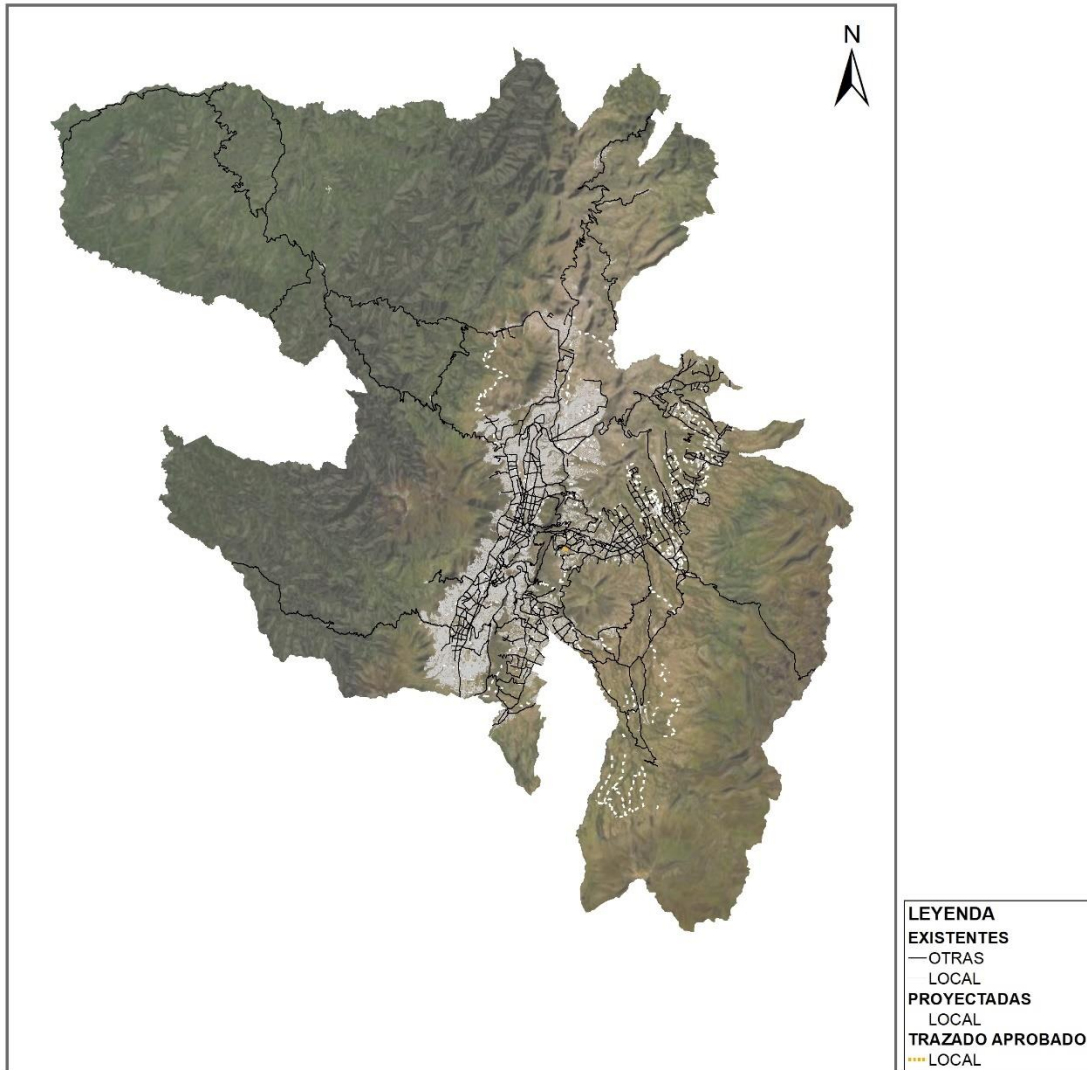 N
LEYENDA
EXISTENTES
OTRAS
LOCAL
PROYECTADAS
LOCAL
TRAZADO APROBADO
LOCAL